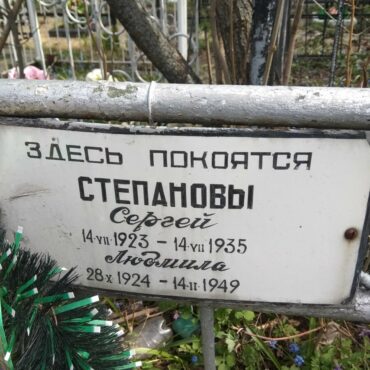 ЗДЕСЬ ПОКОЯТСЯ
СТЕПАНОВЫ
Сергей
14-VII 1923 – 14-VII 1935
Людмила
28-X 1924 – 14-II 1949